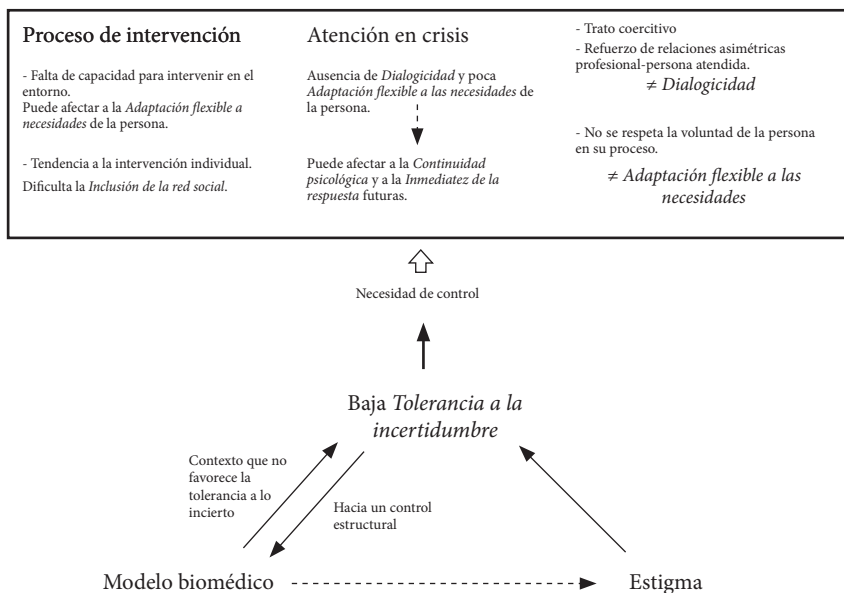 Proceso de intervención
- Falta de capacidad para intervenir en el
entorno.
Puede afectar a la Adaptación flexible a
necesidades de la persona.
- Tendencia a la intervención individual.
Dificulta la Inclusión de la red social.
Atención en crisis
Ausencia de Dialogicidad y poca
Adaptación flexible a las necesidades de
la persona.
Puede afectar a la Continuidad
psicológica y a la Inmediatez de la
respuesta futuras.
- Trato coercitivo
- Refuerzo de relaciones asimétricas
profesional-persona atendida.
≠ Dialogicidad
- No se respeta la voluntad de la persona
en su proceso.
≠ Adaptación flexible a las
necesidades
Necesidad de control
Baja Tolerancia a la
incertidumbre
Contexto que no
favorece la
tolerancia a lo
incierto
Hacia un control
estructural
Modelo biomédico
Estigma